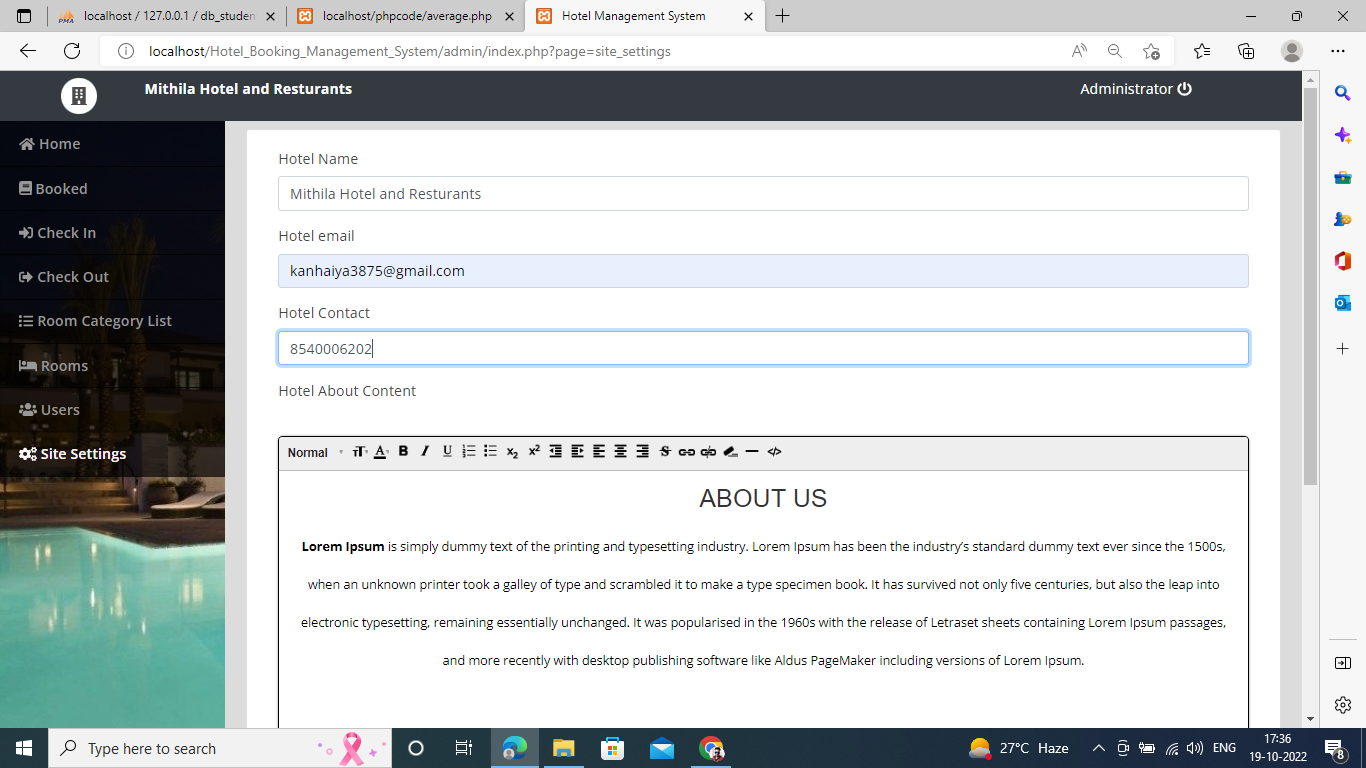 localhost / 127.0.0.1 / db_studen
localhost/phpcode/average.php
Hotel Management System
localhost/Hotel_Booking_Management_System/admin/index.php?page=site_settings
Mithila Hotel and Resturants
Administrator
Home
Booked
Check In
Check Out
Room Category List
Rooms
Users
Site Settings
Hotel Name
Mithila Hotel and Resturants
Hotel email
kanhaiya3875@gmail.com
Hotel Contact
8540006202
Hotel About Content
Normal
ABOUT US
Lorem Ipsum is simply dummy text of the printing and typesetting industry. Lorem Ipsum has been the industry's standard dummy text ever since the 1500s,
when an unknown printer took a galley of type and scrambled it to make a type specimen book. It has survived not only five centuries, but also the leap into
electronic typesetting, remaining essentially unchanged. It was popularised in the 1960s with the release of Letraset sheets containing Lorem Ipsum passages,
and more recently with desktop publishing software like Aldus PageMaker including versions of Lorem Ipsum.
Type here to search
27°C Haze
ENG
17:36
19-10-2022
8